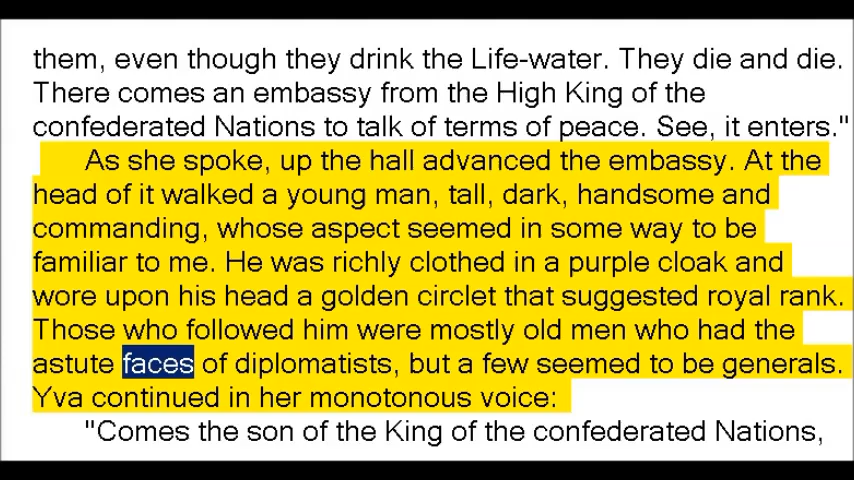 them, even though they drink the Life-water. They die and die.
There comes an embassy from the High King of the
confederated Nations to talk of terms of peace. See, it enters."
As she spoke, up the hall advanced the embassy. At the
head of it walked a young man, tall, dark, handsome and
commanding, whose aspect seemed in some way to be
familiar to me. He was richly clothed in a purple cloak and
wore upon his head a golden circlet that suggested royal rank.
Those who followed him were mostly old men who had the
astute faces of diplomatists, but a few seemed to be generals.
Yva continued in her monotonous voice:
"Comes the son of the King of the confederated Nations,